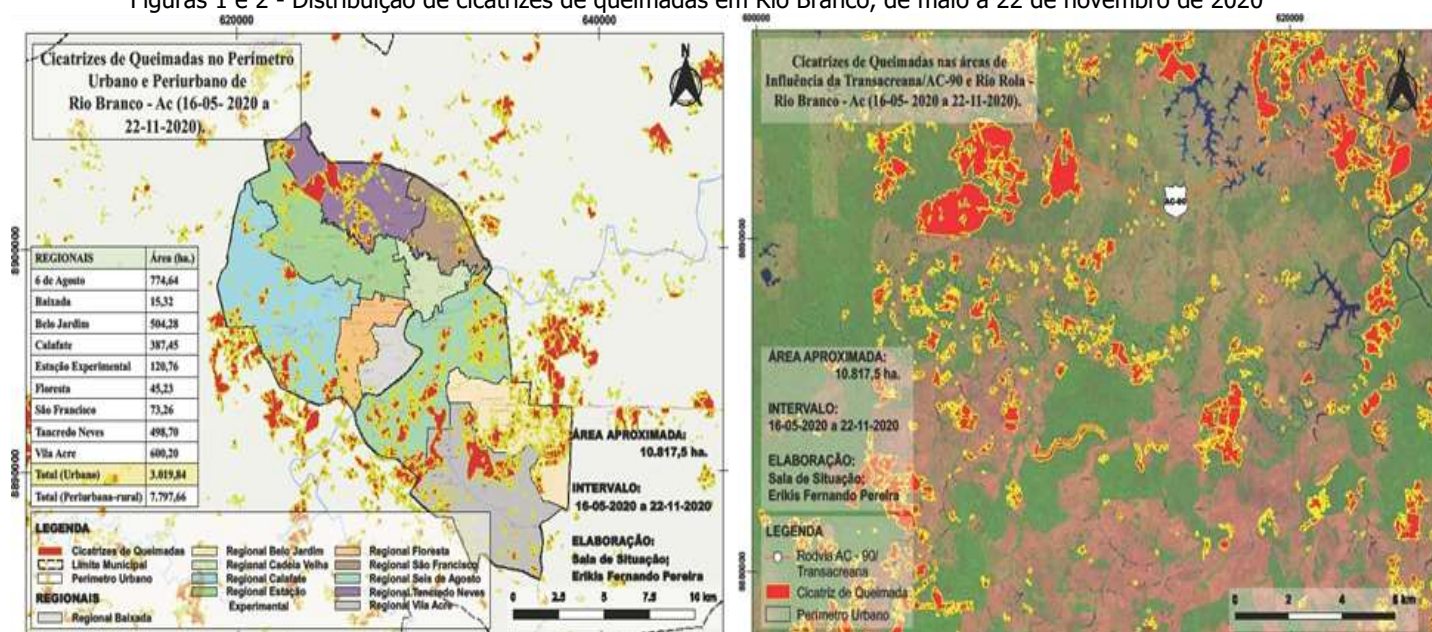 Figuras 1 e 2 - Distribuição de cicatrizes de queimadas em Rio Branco, de maio a 22 de novembro de 2020
620000
640000
Cicatrizes de Queimadas no Perímetro
Urbano e Periurbano de
Rio Branco - Ac (16-05- 2020 a
22-11-2020).
N
8900000
8890000
REGIONAIS Área (ha.)
6 de Agosto 774,64
Baixada 15,32
Belo Jardim 504,28
Calafate 387,45
Estação Experimental 120,76
Floresta 45,23
São Francisco 73,26
Tancredo Neves 498,70
Vila Acre 600,20
Total (Urbano) 3.019,84
Total (Periurbana-rural) 7.797,66
ÁREA APROXIMADA:
10.817,5 ha.
INTERVALO:
16-05-2020 a 22-11-2020
ELABORAÇÃO:
Sala de Situação;
Erikis Fernando Pereira
LEGENDA
Cicatrizes de Queimadas
Límite Municipal
Perímetro Urbano
REGIONAIS
Regional Baixada
Regional Belo Jardim
Regional Cadeia Velha
Regional Calafate
Regional Estação
Experimental
Regional Floresta
Regional São Francisco
Regional Seis de Agosto
Regional Tancredo Neves
Regional Vila Acre
0 2.5 5 7.5 10 km
600000
620000
Cicatrizes de Queimadas nas áreas de
Influência da Transacreana/AC-90 e Rio Rola -
Rio Branco - Ac (16-05- 2020 a 22-11-2020).
N
AC-90
ÁREA APROXIMADA:
10.817,5 ha.
INTERVALO:
16-05-2020 a 22-11-2020
ELABORAÇÃO:
Sala de Situação;
Erikis Fernando Pereira
LEGENDA
Rodvia AC - 90/
Transacreana
Cicatriz de Queimada
Perímetro Urbano
0 2 4 6 km